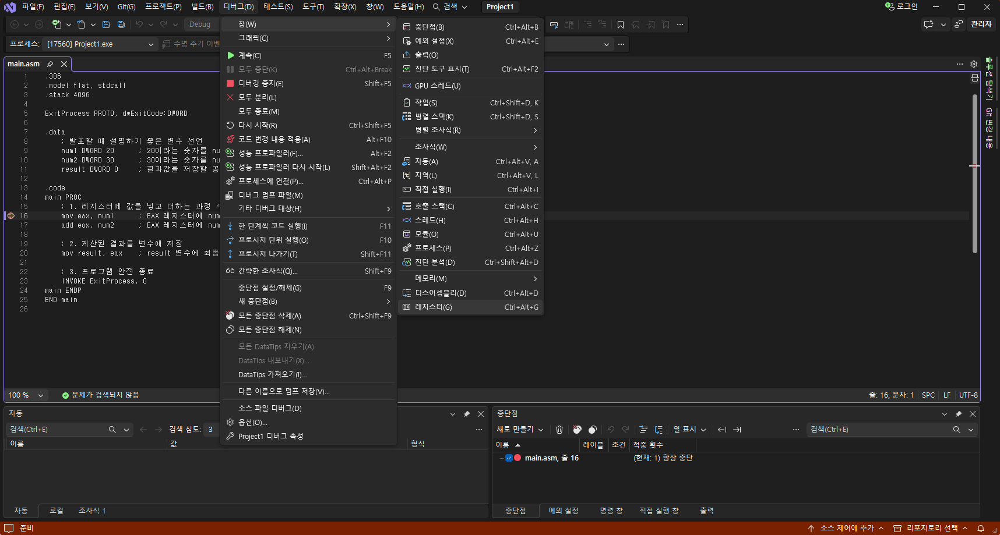 파일(F) 편집(E) 보기(V) Git(G) 프로젝트(P) 빌드(B) 디버그(D) 테스트(S) 도구(T) 확장(X) 창(W) 도움말(H) 검색 Project1 로그인
Debug 관리자
프로세스: [17560] Project1.exe 수명 주기 이벤
main.asm
1 .386
2 .model flat, stdcall
3 .stack 4096
4
5 ExitProcess PROTO, dwExitCode:DWORD
6
7 .data
8 ; 발표할 때 설명하기 좋은 변수 선언
9 num1 DWORD 20 ; 20이라는 숫자를 nu
10 num2 DWORD 30 ; 30이라는 숫자를 nu
11 result DWORD 0 ; 결과값을 저장할 공
12
13 .code
14 main PROC
15 ; 1. 레지스터에 값을 넣고 더하는 과정 수
16 mov eax, num1 ; EAX 레지스터에 num
17 add eax, num2 ; EAX 레지스터에 num
18
19 ; 2. 계산된 결과를 변수에 저장
20 mov result, eax ; result 변수에 최종
21
22 ; 3. 프로그램 안전 종료
23 INVOKE ExitProcess, 0
24 main ENDP
25 END main
26
창(W)
그래픽(C)
계속(C) F5
모두 중단(K) Ctrl+Alt+Break
디버깅 중지(E) Shift+F5
모두 분리(L)
모두 종료(M)
다시 시작(R) Ctrl+Shift+F5
코드 변경 내용 적용(A) Alt+F10
성능 프로파일러(F)... Alt+F2
성능 프로파일러 다시 시작(L) Shift+Alt+F2
프로세스에 연결(P)... Ctrl+Alt+P
디버그 덤프 파일(M)
기타 디버그 대상(H)
한 단계씩 코드 실행(I) F11
프로시저 단위 실행(O) F10
프로시저 나가기(T) Shift+F11
간략한 조사식(Q)... Shift+F9
중단점 설정/해제(G) F9
새 중단점(B)
모든 중단점 삭제(A) Ctrl+Shift+F9
모든 중단점 해제(N)
모든 DataTips 지우기(A)
DataTips 내보내기(X)...
DataTips 가져오기(I)...
다른 이름으로 덤프 저장(V)...
소스 파일 디버그(D)
옵션(O)...
Project1 디버그 속성
중단점(B) Ctrl+Alt+B
예외 설정(X) Ctrl+Alt+E
출력(O)
진단 도구 표시(T) Ctrl+Alt+F2
GPU 스레드(U)
작업(S) Ctrl+Shift+D, K
병렬 스택(K) Ctrl+Shift+D, S
병렬 조사식(R)
조사식(W)
자동(A) Ctrl+Alt+V, A
지역(L) Ctrl+Alt+V, L
직접 실행(I) Ctrl+Alt+I
호출 스택(C) Ctrl+Alt+C
스레드(H) Ctrl+Alt+H
모듈(O) Ctrl+Alt+U
프로세스(P) Ctrl+Alt+Z
진단 분석(D) Ctrl+Shift+Alt+D
메모리(M)
디스어셈블리(D) Ctrl+Alt+D
레지스터(G) Ctrl+Alt+G
솔루션 탐색기
Git 변경 내용
100 % 문제가 검색되지 않음 줄: 16, 문자: 1 SPC LF UTF-8
자동
검색(Ctrl+E) 검색 심도: 3
이름 값 형식
자동 로컬 조사식 1
중단점
새로 만들기 열 표시 검색(Ctrl+E)
이름 레이블 조건 적중 횟수
main.asm, 줄 16 (현재: 1) 항상 중단
중단점 예외 설정 명령 창 직접 실행 창 출력
준비 소스 제어에 추가 리포지토리 선택